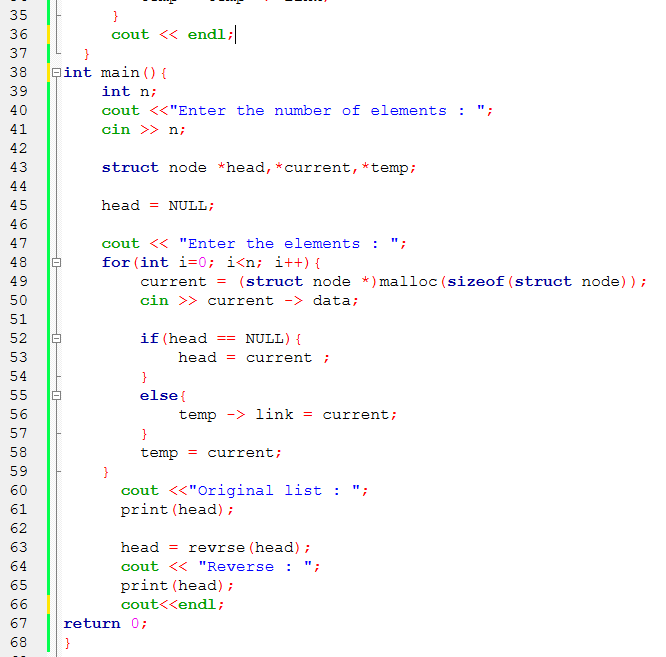 35 }
36 cout << endl;
37 }
38 int main(){
39 int n;
40 cout <<"Enter the number of elements : ";
41 cin >> n;
42
43 struct node *head,*current,*temp;
44
45 head = NULL;
46
47 cout << "Enter the elements : ";
48 for(int i=0; i<n; i++){
49 current = (struct node *)malloc(sizeof(struct node));
50 cin >> current -> data;
51
52 if(head == NULL){
53 head = current ;
54 }
55 else{
56 temp -> link = current;
57 }
58 temp = current;
59 }
60 cout <<"Original list : ";
61 print(head);
62
63 head = revrse(head);
64 cout << "Reverse : ";
65 print(head);
66 cout<<endl;
67 return 0;
68 }